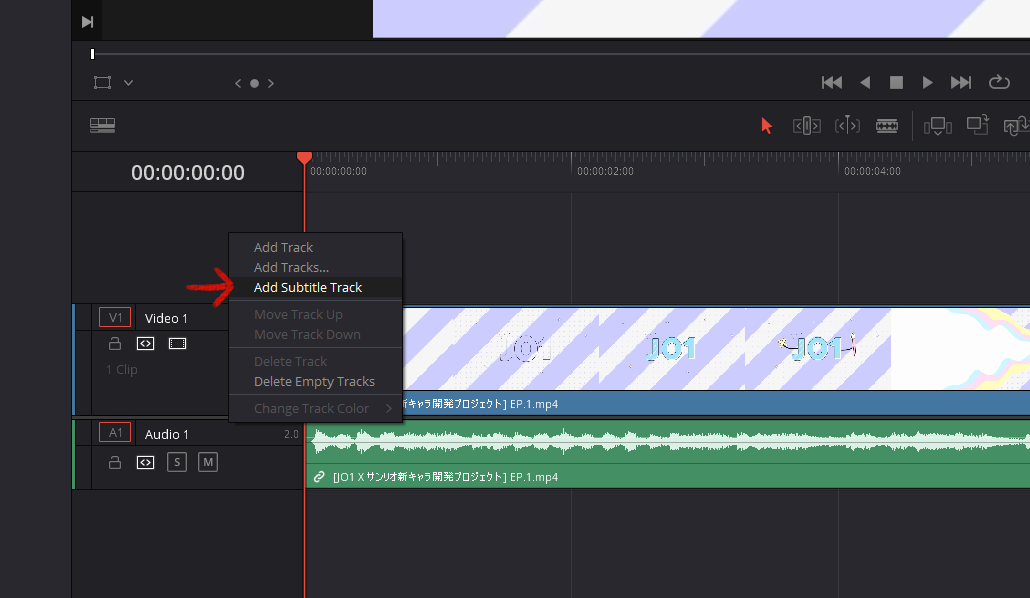 00:00:00:00
00:00:00:00
00:00:02:00
00:00:04:00
Add Track
Add Tracks...
Add Subtitle Track
Move Track Up
Move Track Down
Delete Track
Delete Empty Tracks
Change Track Color
V1 Video 1
1 Clip
JO1
JO1
JO1
キャラ開発プロジェクト] EP.1.mp4
A1 Audio 1 2.0
S M
[JO1 X サンリオ新キャラ開発プロジェクト] EP.1.mp4